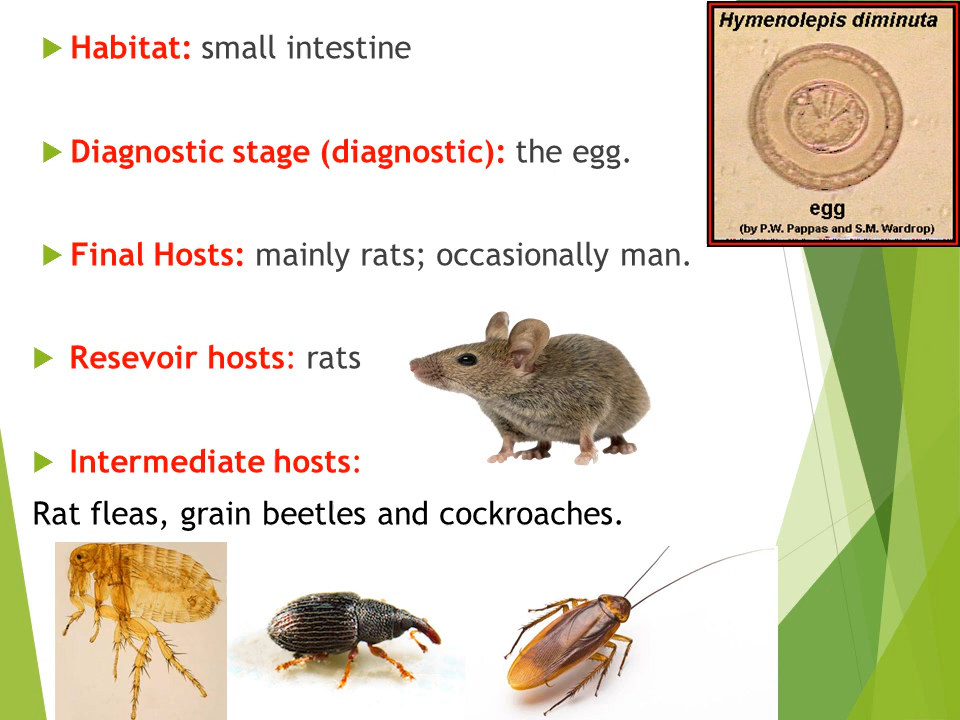 Habitat: small intestine
Hymenolepis diminuta
egg
(by P.W. Pappas and S.M. Wardrop)
Diagnostic stage (diagnostic): the egg.
Final Hosts: mainly rats; occasionally man.
Resevoir hosts: rats
Intermediate hosts:
Rat fleas, grain beetles and cockroaches.